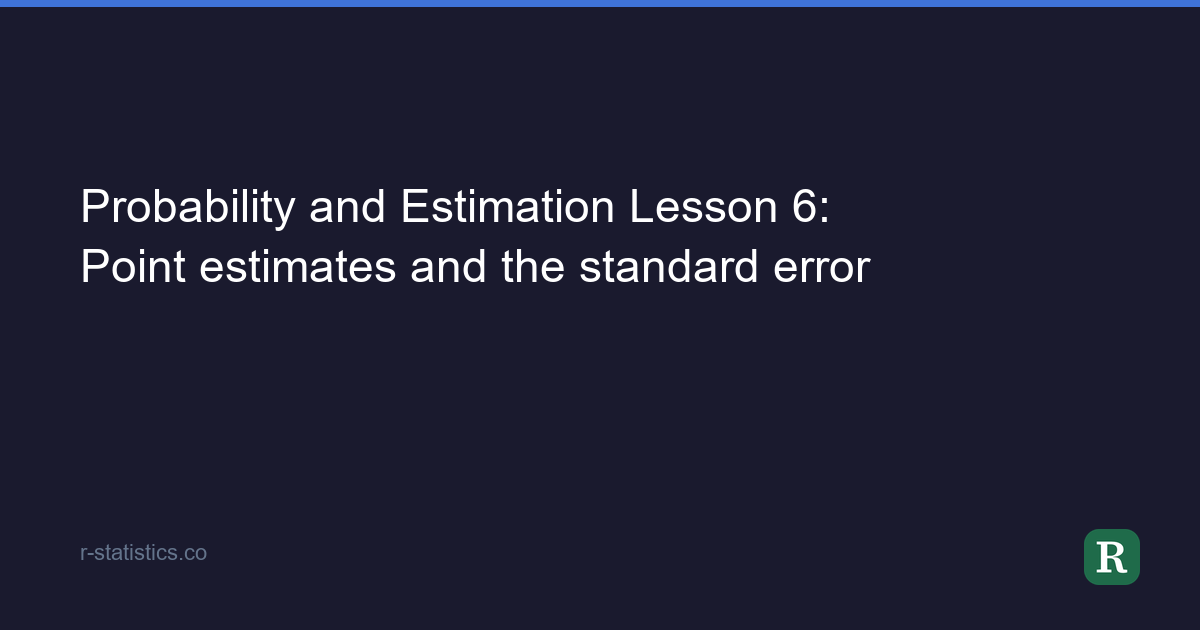 Probability and Estimation Lesson 6:
Point estimates and the standard error
r-statistics.co
R